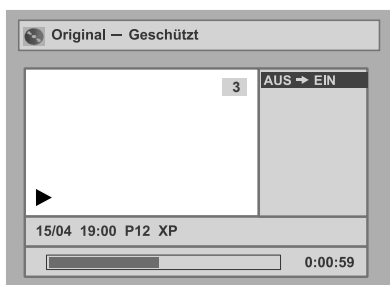 Original – Geschützt
3
AUS ➔ EIN
15/04 19:00 P12 XP
0:00:59